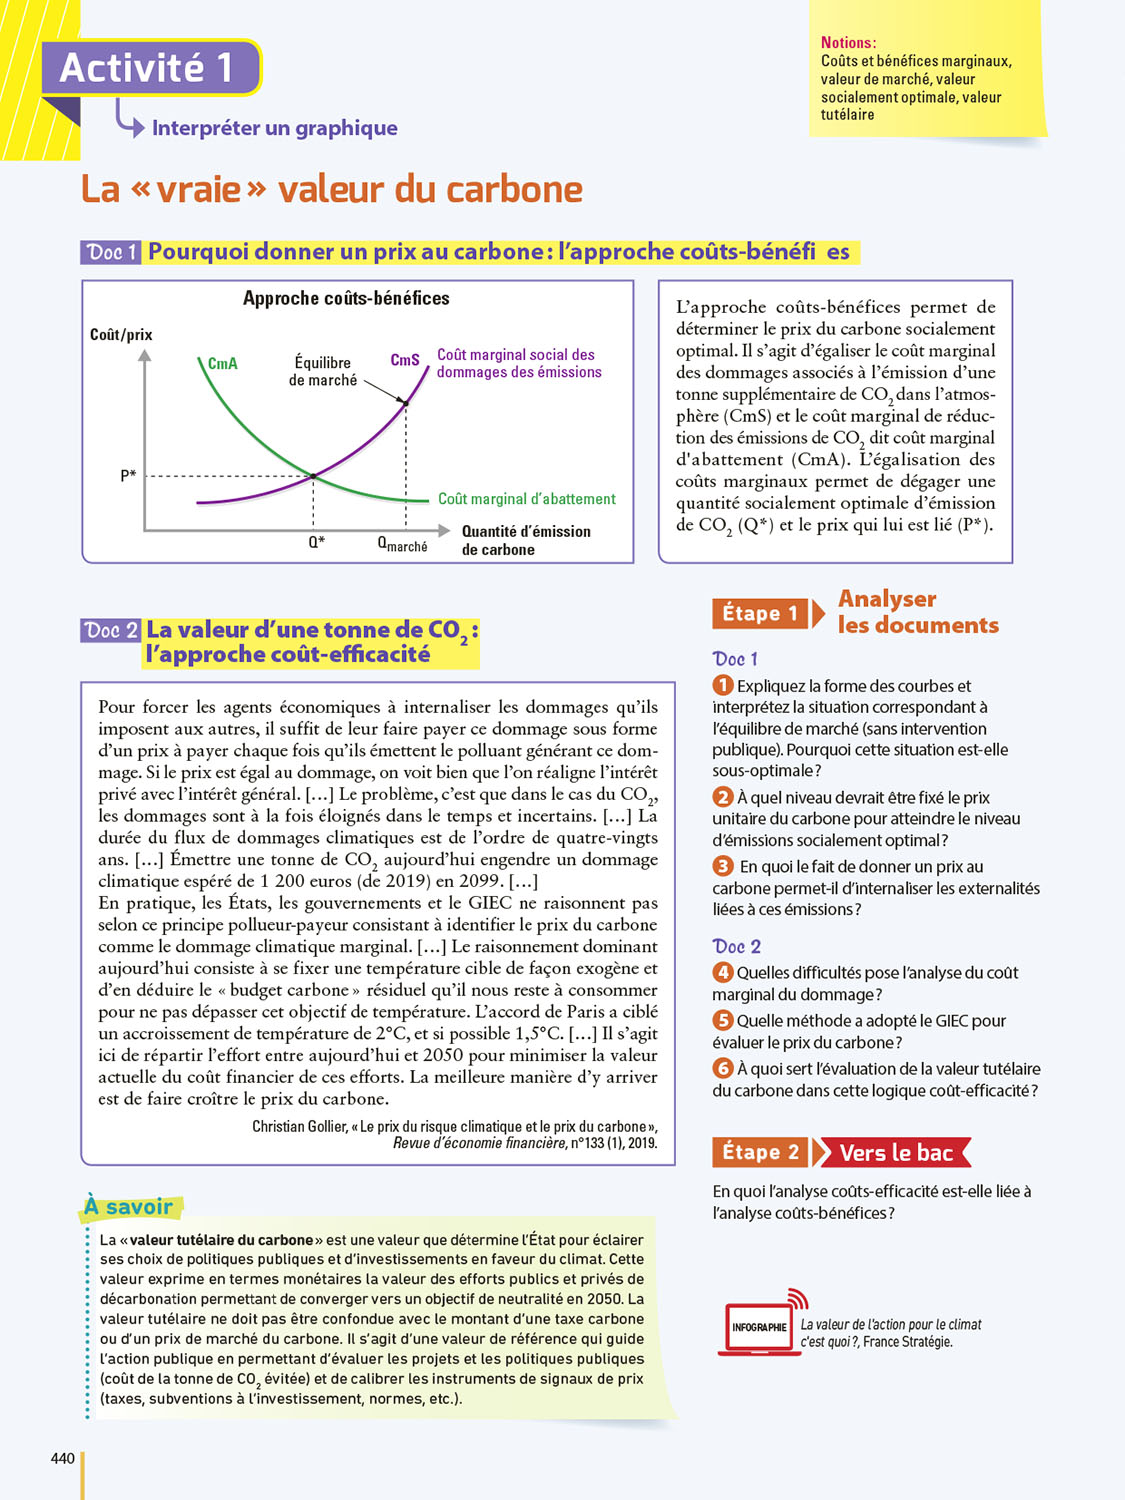 Activité 1
Interpréter un graphique
Notions :
Coûts et bénéfices marginaux,
valeur de marché, valeur
socialement optimale, valeur
tutélaire
La « vraie » valeur du carbone
Doc 1 Pourquoi donner un prix au carbone : l'approche coûts-bénéfi es
Approche coûts-bénéfices
Coût/prix
CmA
Équilibre
de marché
CmS
Coût marginal social des
dommages des émissions
P*
Coût marginal d'abattement
Q*
Qmarché
Quantité d'émission
de carbone
L'approche coûts-bénéfices permet de
déterminer le prix du carbone socialement
optimal. Il s'agit d'égaliser le coût marginal
des dommages associés à l'émission d'une
tonne supplémentaire de CO2 dans l'atmos-
phère (CmS) et le coût marginal de réduc-
tion des émissions de CO2 dit coût marginal
d'abattement (CmA). L'égalisation des
coûts marginaux permet de dégager une
quantité socialement optimale d'émission
de CO2 (Q*) et le prix qui lui est lié (P*).
Doc 2 La valeur d'une tonne de CO2 :
l'approche coût-efficacité
Pour forcer les agents économiques à internaliser les dommages qu'ils
imposent aux autres, il suffit de leur faire payer ce dommage sous forme
d'un prix à payer chaque fois qu'ils émettent le polluant générant ce dom-
mage. Si le prix est égal au dommage, on voit bien que l'on réaligne l'intérêt
privé avec l'intérêt général. [...] Le problème, c'est que dans le cas du CO2,
les dommages sont à la fois éloignés dans le temps et incertains. [...] La
durée du flux de dommages climatiques est de l'ordre de quatre-vingts
ans. [...] Émettre une tonne de CO2 aujourd'hui engendre un dommage
climatique espéré de 1 200 euros (de 2019) en 2099. [...]
En pratique, les États, les gouvernements et le GIEC ne raisonnent pas
selon ce principe pollueur-payeur consistant à identifier le prix du carbone
comme le dommage climatique marginal. [...] Le raisonnement dominant
aujourd'hui consiste à se fixer une température cible de façon exogène et
d'en déduire le « budget carbone » résiduel qu'il nous reste à consommer
pour ne pas dépasser cet objectif de température. L'accord de Paris a ciblé
un accroissement de température de 2°C, et si possible 1,5°C. [...] Il s'agit
ici de répartir l'effort entre aujourd'hui et 2050 pour minimiser la valeur
actuelle du coût financier de ces efforts. La meilleure manière d'y arriver
est de faire croître le prix du carbone.
Christian Gollier, « Le prix du risque climatique et le prix du carbone »,
Revue d'économie financière, n°133 (1), 2019.
À savoir
La « valeur tutélaire du carbone » est une valeur que détermine l'État pour éclairer
ses choix de politiques publiques et d'investissements en faveur du climat. Cette
valeur exprime en termes monétaires la valeur des efforts publics et privés de
décarbonation permettant de converger vers un objectif de neutralité en 2050. La
valeur tutélaire ne doit pas être confondue avec le montant d'une taxe carbone
ou d'un prix de marché du carbone. Il s'agit d'une valeur de référence qui guide
l'action publique en permettant d'évaluer les projets et les politiques publiques
(coût de la tonne de CO2 évitée) et de calibrer les instruments de signaux de prix
(taxes, subventions à l'investissement, normes, etc.).
Étape 1 Analyser
les documents
Doc 1
1 Expliquez la forme des courbes et
interprétez la situation correspondant à
l'équilibre de marché (sans intervention
publique). Pourquoi cette situation est-elle
sous-optimale ?
2 À quel niveau devrait être fixé le prix
unitaire du carbone pour atteindre le niveau
d'émissions socialement optimal ?
3 En quoi le fait de donner un prix au
carbone permet-il d'internaliser les externalités
liées à ces émissions ?
Doc 2
4 Quelles difficultés pose l'analyse du coût
marginal du dommage ?
5 Quelle méthode a adopté le GIEC pour
évaluer le prix du carbone ?
6 À quoi sert l'évaluation de la valeur tutélaire
du carbone dans cette logique coût-efficacité ?
Étape 2 Vers le bac
En quoi l'analyse coûts-efficacité est-elle liée à
l'analyse coûts-bénéfices ?
INFOGRAPHIE
La valeur de l'action pour le climat
c'est quoi ?, France Stratégie.
440